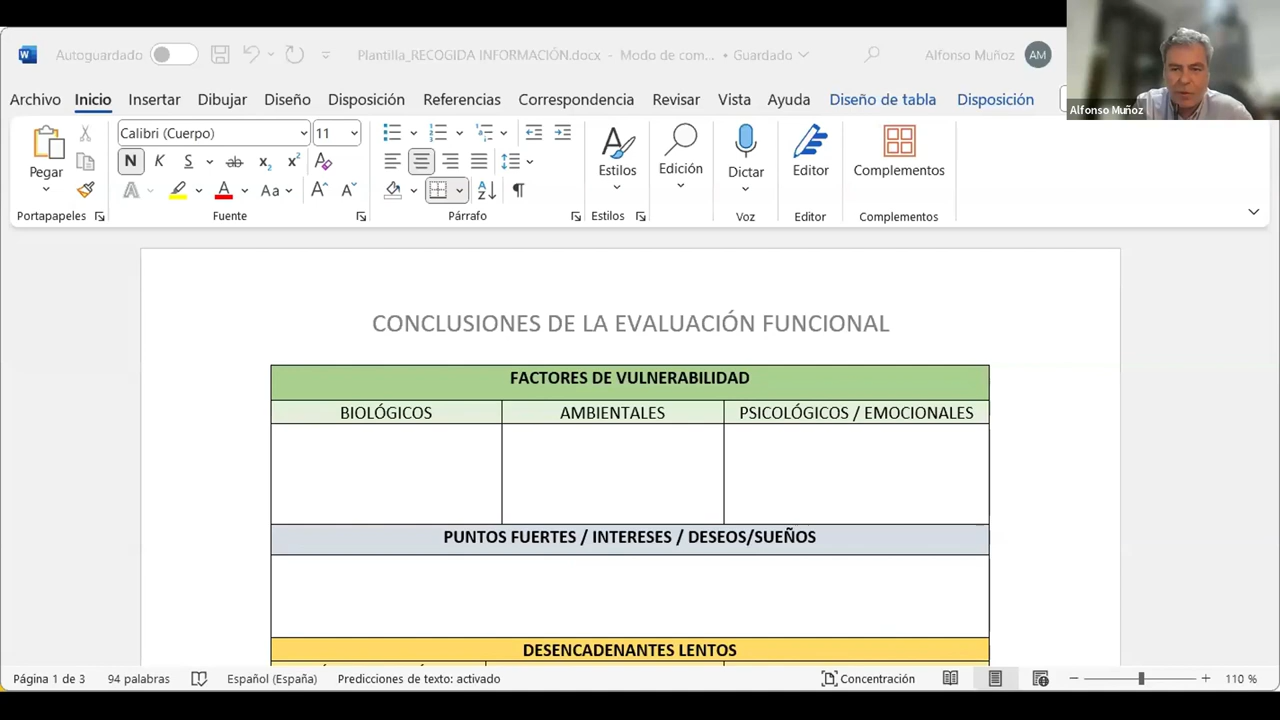 Autoguardado Plantilla_RECOGIDA INFORMACIÓN.docx - Modo de com... • Guardado Alfonso Muñoz AM
Alfonso Muñoz
Archivo Inicio Insertar Dibujar Diseño Disposición Referencias Correspondencia Revisar Vista Ayuda Diseño de tabla Disposición
Calibri (Cuerpo) 11
N K S ab x₂ x²
Pegar Estilos Edición Dictar Editor Complementos
A A Aa A A
Portapapeles Fuente Párrafo Estilos Voz Editor Complementos
CONCLUSIONES DE LA EVALUACIÓN FUNCIONAL
FACTORES DE VULNERABILIDAD
BIOLÓGICOS AMBIENTALES PSICOLÓGICOS / EMOCIONALES
PUNTOS FUERTES / INTERESES / DESEOS/SUEÑOS
DESENCADENANTES LENTOS
Página 1 de 3 94 palabras Español (España) Predicciones de texto: activado Concentración 110 %